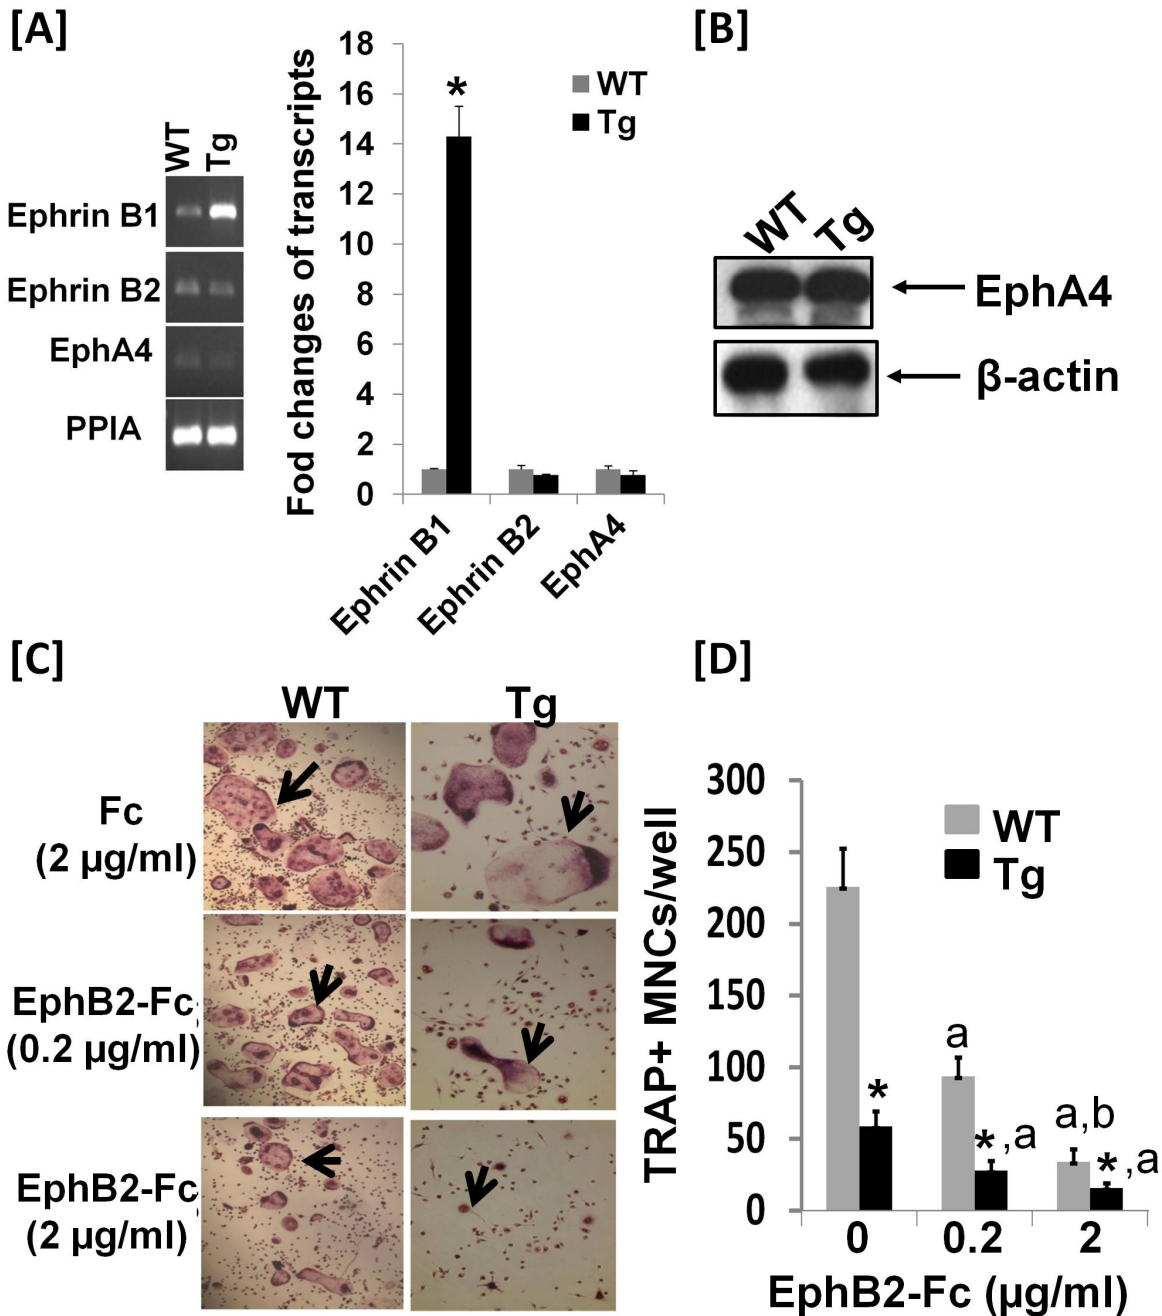 [A]
WT
Tg
Ephrin B1
Ephrin B2
EphA4
PPIA
Fod changes of transcripts
18
16
14
12
10
8
6
4
2
0
*
WT
Tg
Ephrin B1
Ephrin B2
EphA4
[B]
WT
Tg
EphA4
β-actin
[C]
WT
Tg
Fc
(2 µg/ml)
EphB2-Fc
(0.2 µg/ml)
EphB2-Fc
(2 µg/ml)
[D]
TRAP+ MNCs/well
300
250
200
150
100
50
0
WT
Tg
*
a
*,a
a,b
*,a
0
0.2
2
EphB2-Fc (µg/ml)